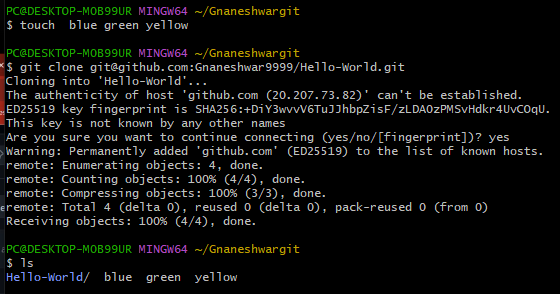 PC@DESKTOP-MOB99UR MINGW64 ~/Gnaneshwargit
$ touch  blue green yellow

PC@DESKTOP-MOB99UR MINGW64 ~/Gnaneshwargit
$ git clone git@github.com:Gnaneshwar9999/Hello-World.git
Cloning into 'Hello-World'...
The authenticity of host 'github.com (20.207.73.82)' can't be established.
ED25519 key fingerprint is SHA256:+DiY3wvvV6TuJJhbpZisF/zLDA0zPMSvHdkr4UvCOqU.
This key is not known by any other names
Are you sure you want to continue connecting (yes/no/[fingerprint])? yes
Warning: Permanently added 'github.com' (ED25519) to the list of known hosts.
remote: Enumerating objects: 4, done.
remote: Counting objects: 100% (4/4), done.
remote: Compressing objects: 100% (3/3), done.
remote: Total 4 (delta 0), reused 0 (delta 0), pack-reused 0 (from 0)
Receiving objects: 100% (4/4), done.

PC@DESKTOP-MOB99UR MINGW64 ~/Gnaneshwargit
$ ls
Hello-World/  blue  green  yellow